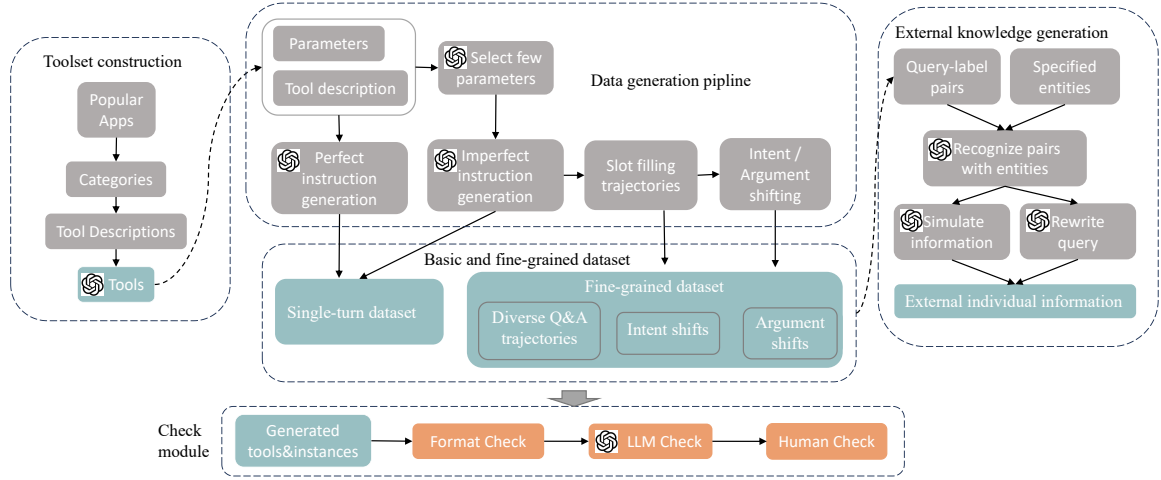 Toolset construction
Popular
Apps
Categories
Tool Descriptions
Tools
Parameters
Tool description
Select few
parameters
Data generation pipline
Perfect
instruction
generation
Imperfect
instruction
generation
Slot filling
trajectories
Intent /
Argument
shifting
Basic and fine-grained dataset
Single-turn dataset
Fine-grained dataset
Diverse Q&A
trajectories
Intent shifts
Argument
shifts
External knowledge generation
Query-label
pairs
Specified
entities
Recognize pairs
with entities
Simulate
information
Rewrite
query
External individual information
Check
module
Generated
tools&instances
Format Check
LLM Check
Human Check